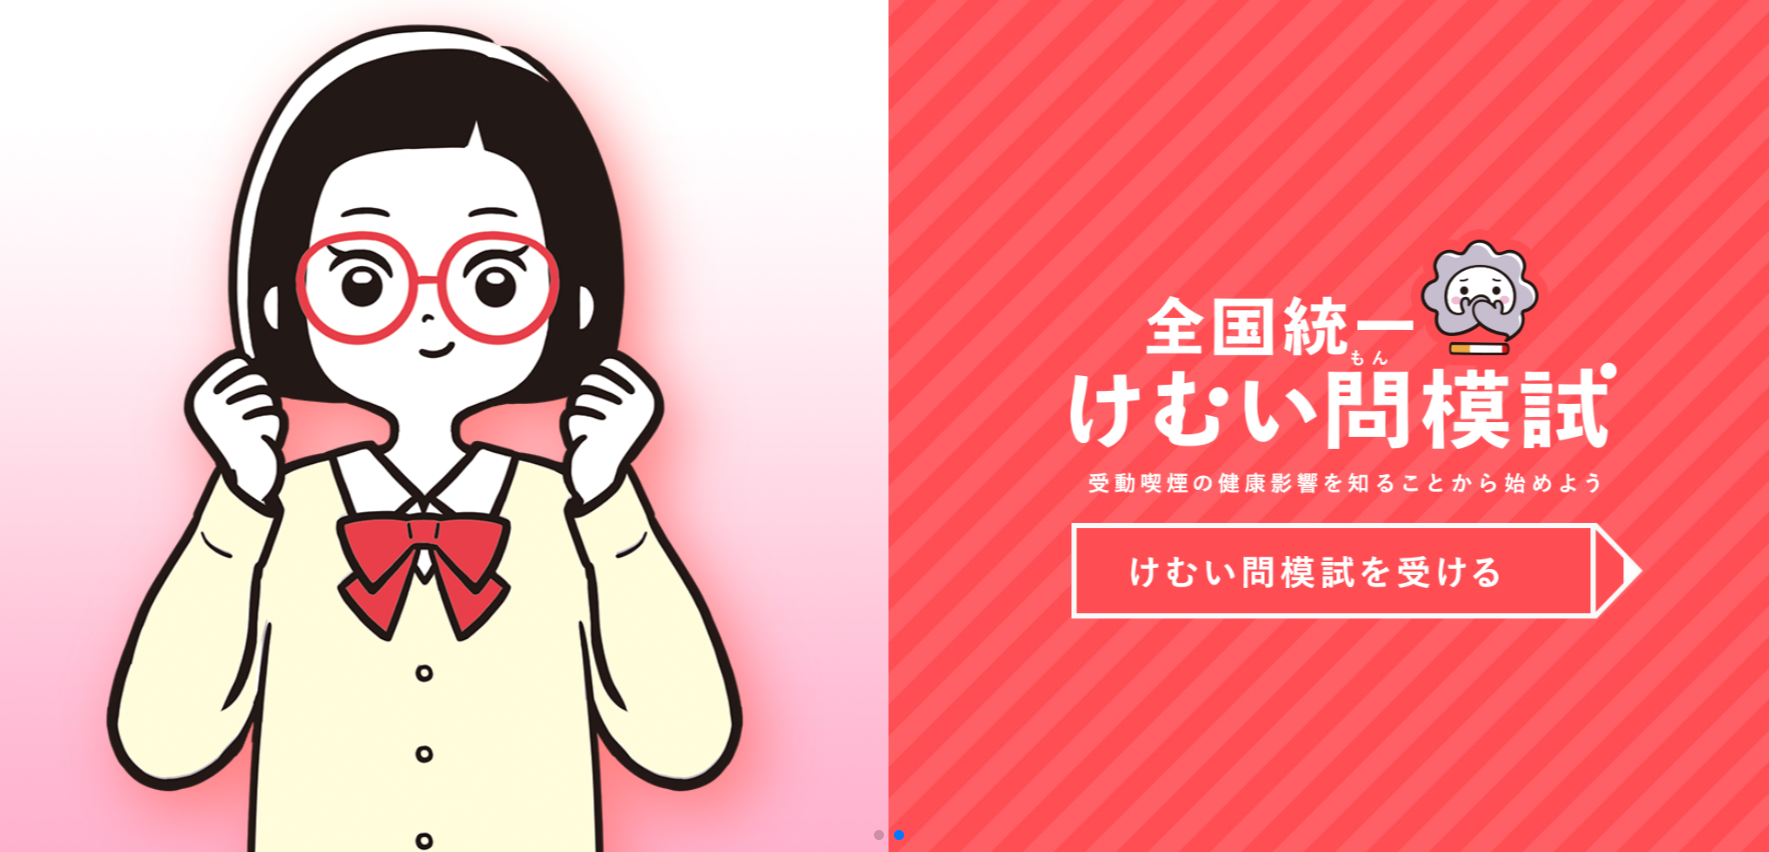 全国統一
もん
けむい問模試
受動喫煙の健康影響を知ることから始めよう
けむい問模試を受ける